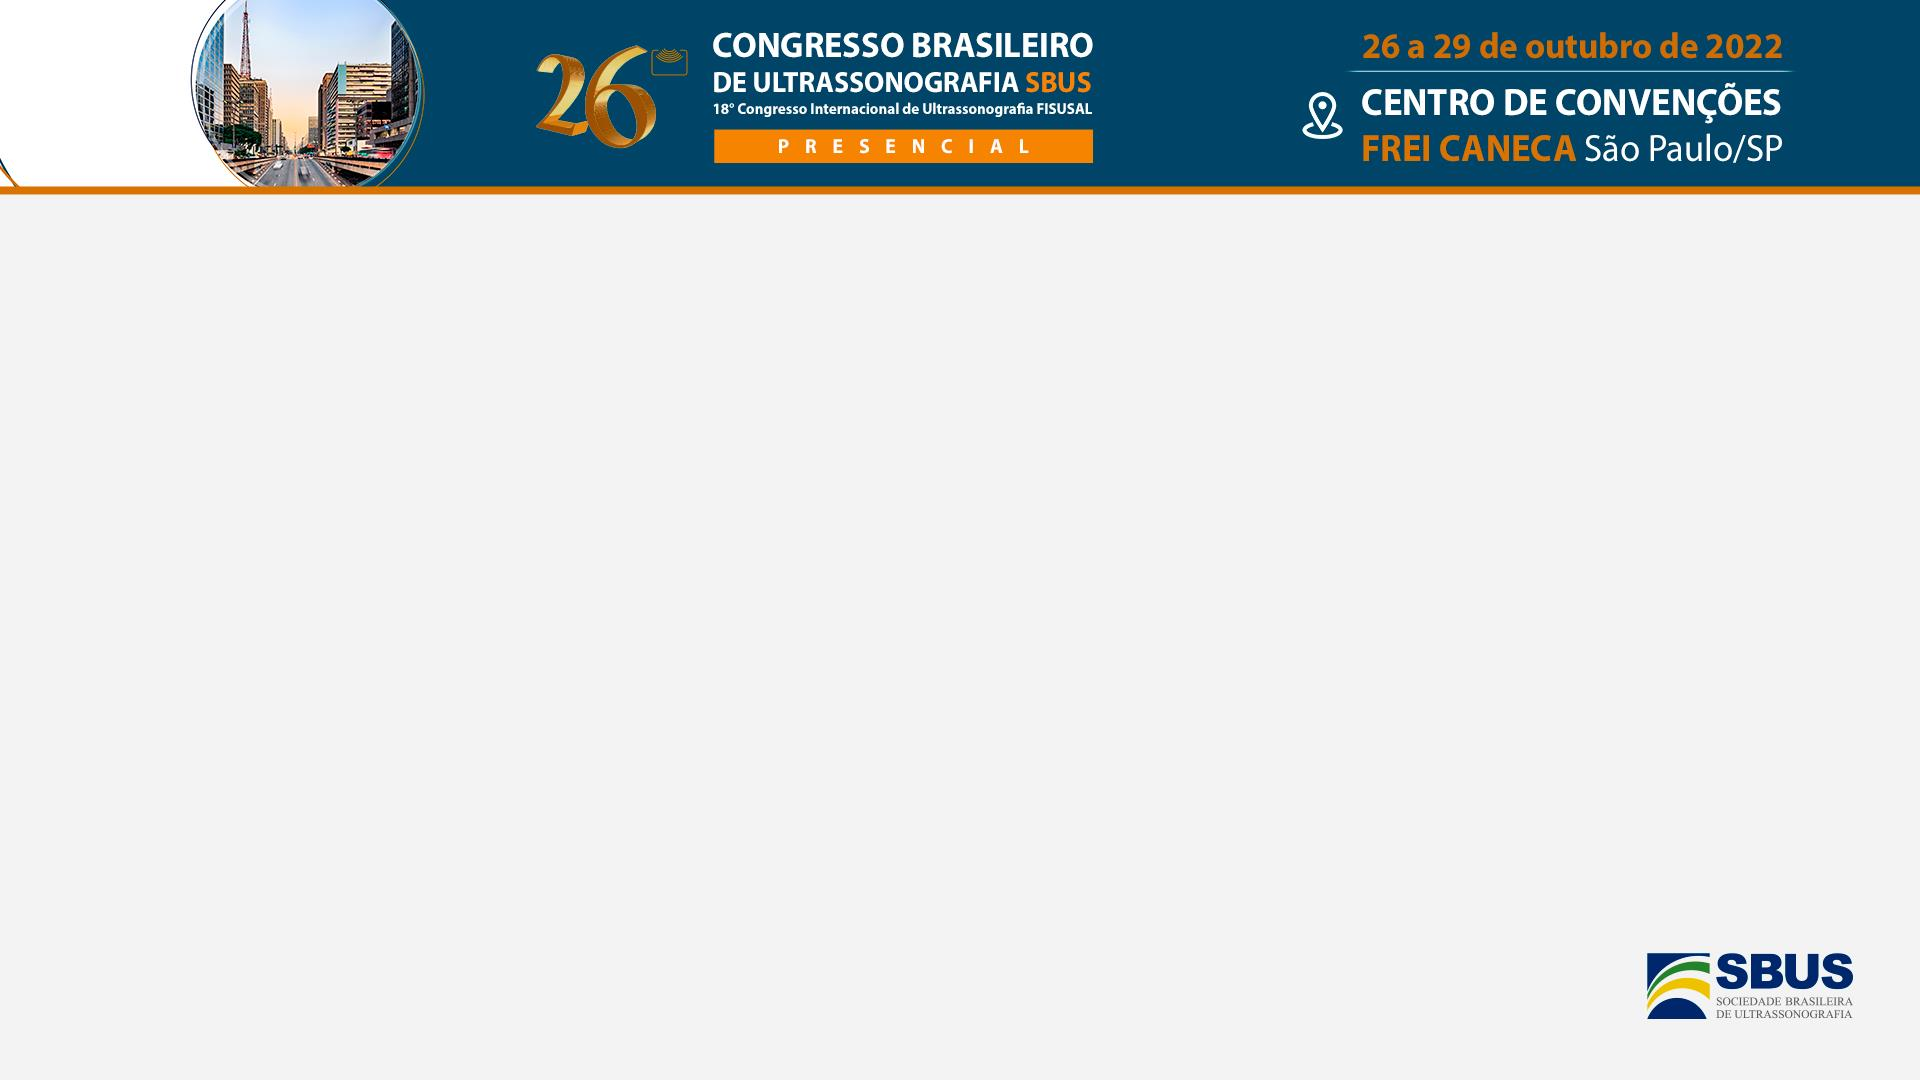 26
CONGRESSO BRASILEIRO
DE ULTRASSONOGRAFIA SBUS
18° Congresso Internacional de Ultrassonografia FISUSAL
PRESENCIAL
26 a 29 de outubro de 2022
CENTRO DE CONVENÇÕES
FREI CANECA São Paulo/SP
SBUS
SOCIEDADE BRASILEIRA
DE ULTRASSONOGRAFIA